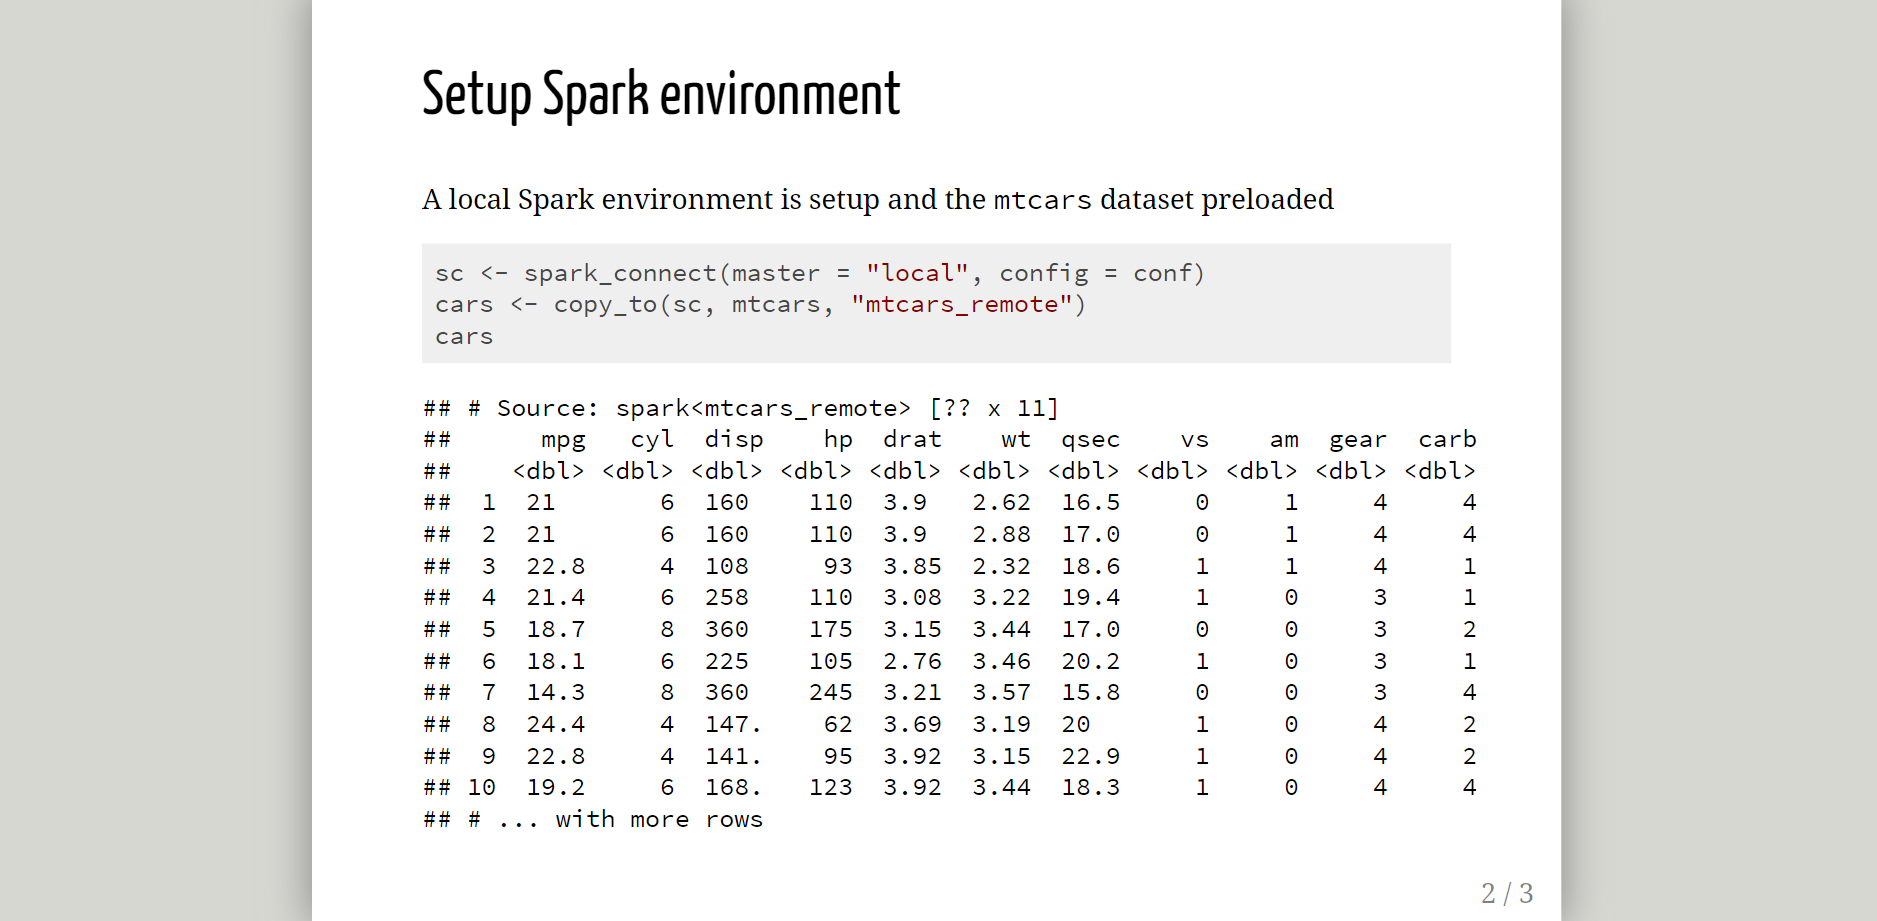 Setup Spark environment
A local Spark environment is setup and the mtcars dataset preloaded
sc <- spark_connect(master = "local", config = conf)
cars <- copy_to(sc, mtcars, "mtcars_remote")
cars
## # Source: spark<mtcars_remote> [?? x 11]
##      mpg   cyl  disp    hp  drat    wt  qsec    vs    am  gear  carb
##    <dbl> <dbl> <dbl> <dbl> <dbl> <dbl> <dbl> <dbl> <dbl> <dbl> <dbl>
##  1  21       6  160    110  3.9   2.62  16.5     0     1     4     4
##  2  21       6  160    110  3.9   2.88  17.0     0     1     4     4
##  3  22.8     4  108     93  3.85  2.32  18.6     1     1     4     1
##  4  21.4     6  258    110  3.08  3.22  19.4     1     0     3     1
##  5  18.7     8  360    175  3.15  3.44  17.0     0     0     3     2
##  6  18.1     6  225    105  2.76  3.46  20.2     1     0     3     1
##  7  14.3     8  360    245  3.21  3.57  15.8     0     0     3     4
##  8  24.4     4  147.    62  3.69  3.19  20       1     0     4     2
##  9  22.8     4  141.    95  3.92  3.15  22.9     1     0     4     2
## 10  19.2     6  168.   123  3.92  3.44  18.3     1     0     4     4
## # ... with more rows
2 / 3